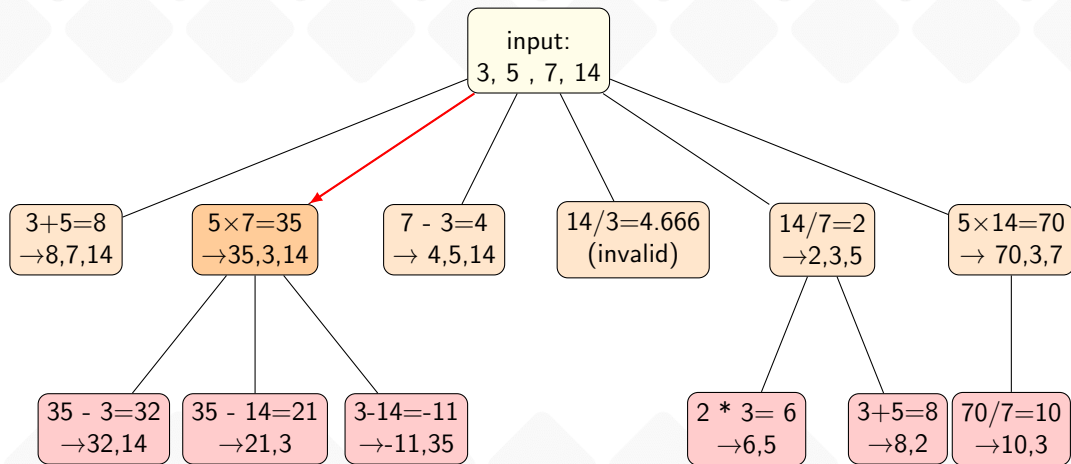 input:
3, 5 , 7, 14
3+5=8
→8,7,14
5×7=35
→35,3,14
7 - 3=4
→ 4,5,14
14/3=4.666
(invalid)
14/7=2
→2,3,5
5×14=70
→ 70,3,7
35 - 3=32
→32,14
35 - 14=21
→21,3
3-14=-11
→-11,35
2 * 3= 6
→6,5
3+5=8
→8,2
70/7=10
→10,3